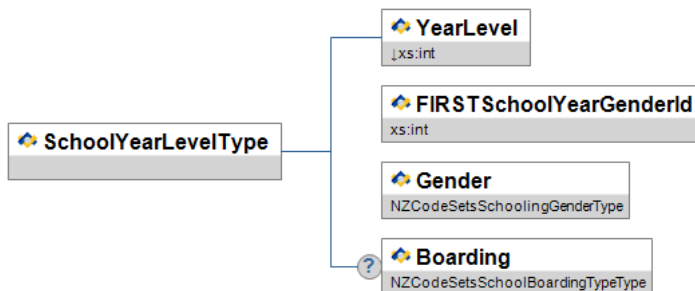 YearLevel
↓xs:int
FIRSTSchoolYearGenderId
xs:int
SchoolYearLevelType
Gender
NZCodeSetsSchoolingGenderType
?
Boarding
NZCodeSetsSchoolBoardingTypeType